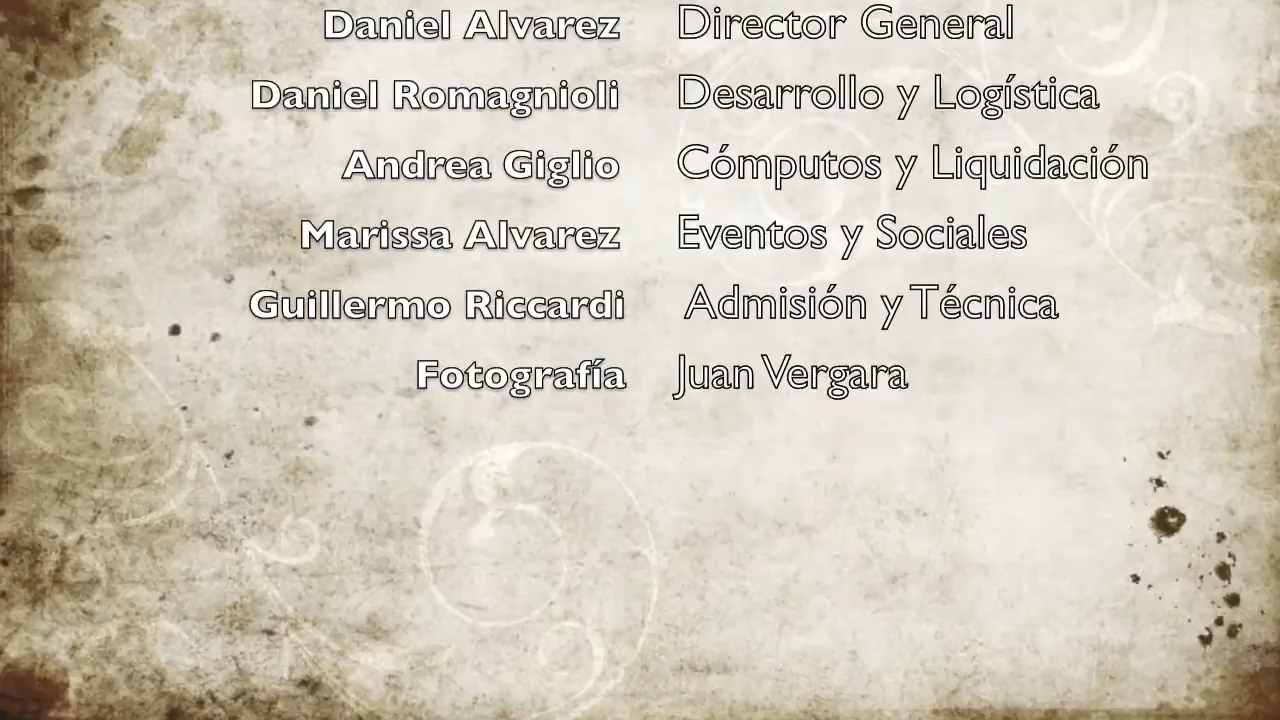 Daniel Alvarez Director General
Daniel Romagnioli Desarrollo y Logística
Andrea Giglio Cómputos y Liquidación
Marissa Alvarez Eventos y Sociales
Guillermo Riccardi Admisión y Técnica
Fotografía Juan Vergara